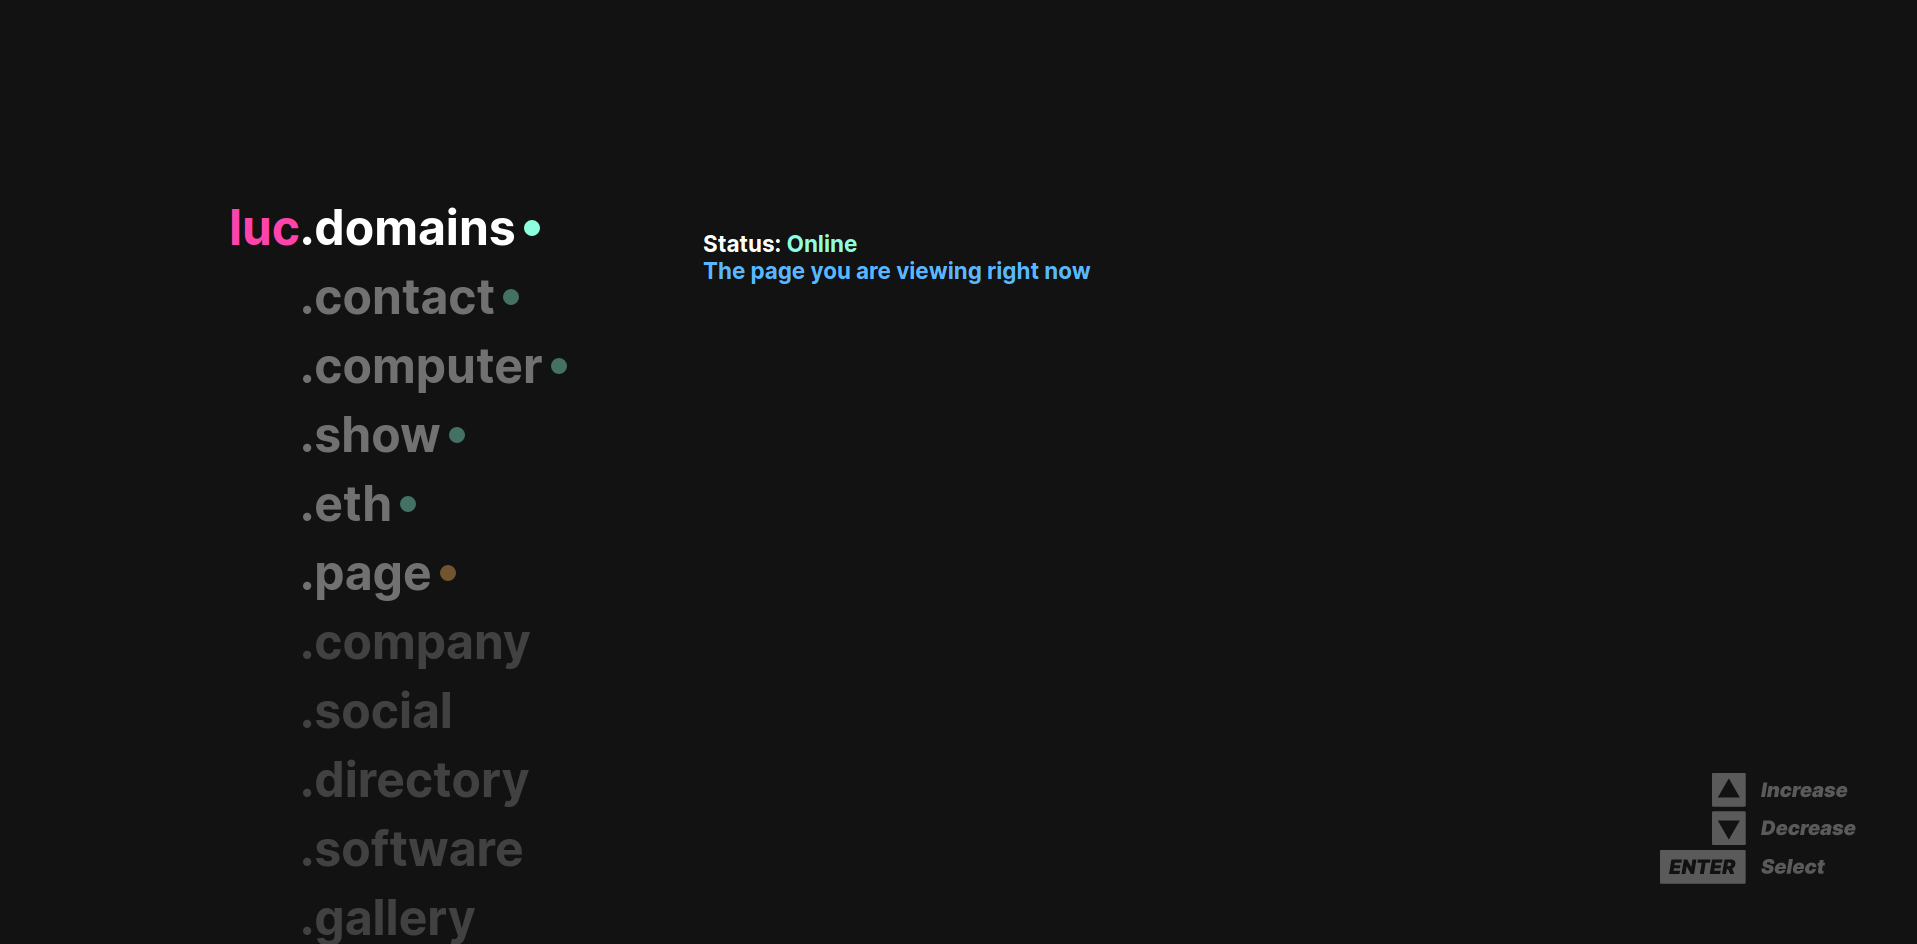 luc.domains
Status: Online
The page you are viewing right now
.contact
.computer
.show
.eth
.page
.company
.social
.directory
.software
.gallery
Increase
Decrease
ENTER Select